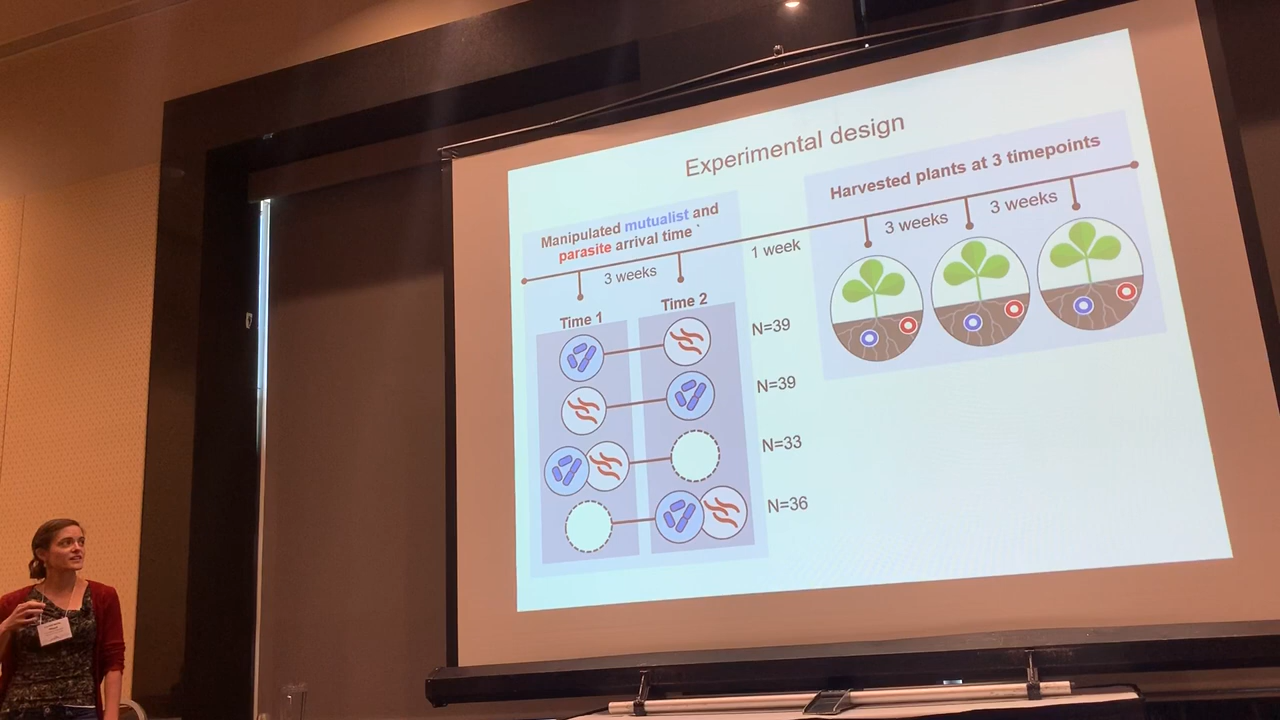 Experimental design
Manipulated mutualist and
parasite arrival time
3 weeks
1 week
Harvested plants at 3 timepoints
3 weeks
3 weeks
Time 1
Time 2
N=39
N=39
N=33
N=36